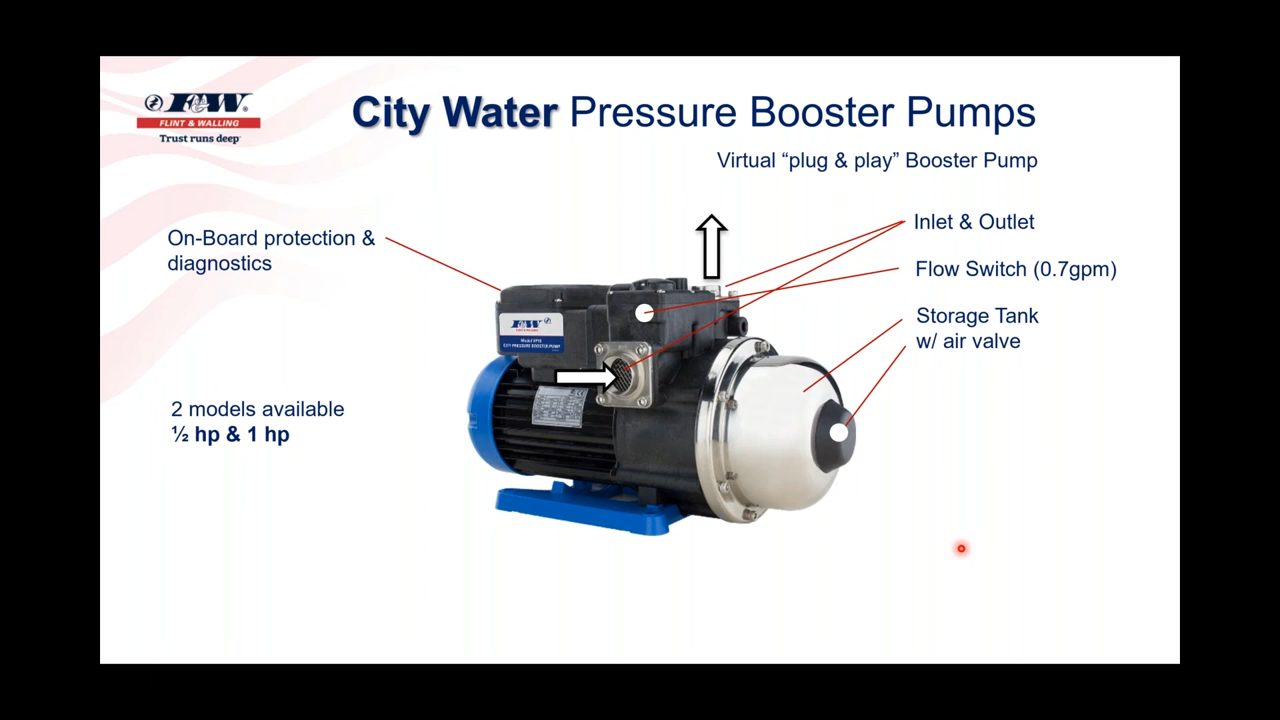 F&W
FLINT & WALLING
Trust runs deep
City Water Pressure Booster Pumps
Virtual “plug & play” Booster Pump
On-Board protection &
diagnostics
Inlet & Outlet
Flow Switch (0.7gpm)
Storage Tank
w/ air valve
F&W
CITY PRESSURE BOOSTER PUMP
2 models available
½ hp & 1 hp